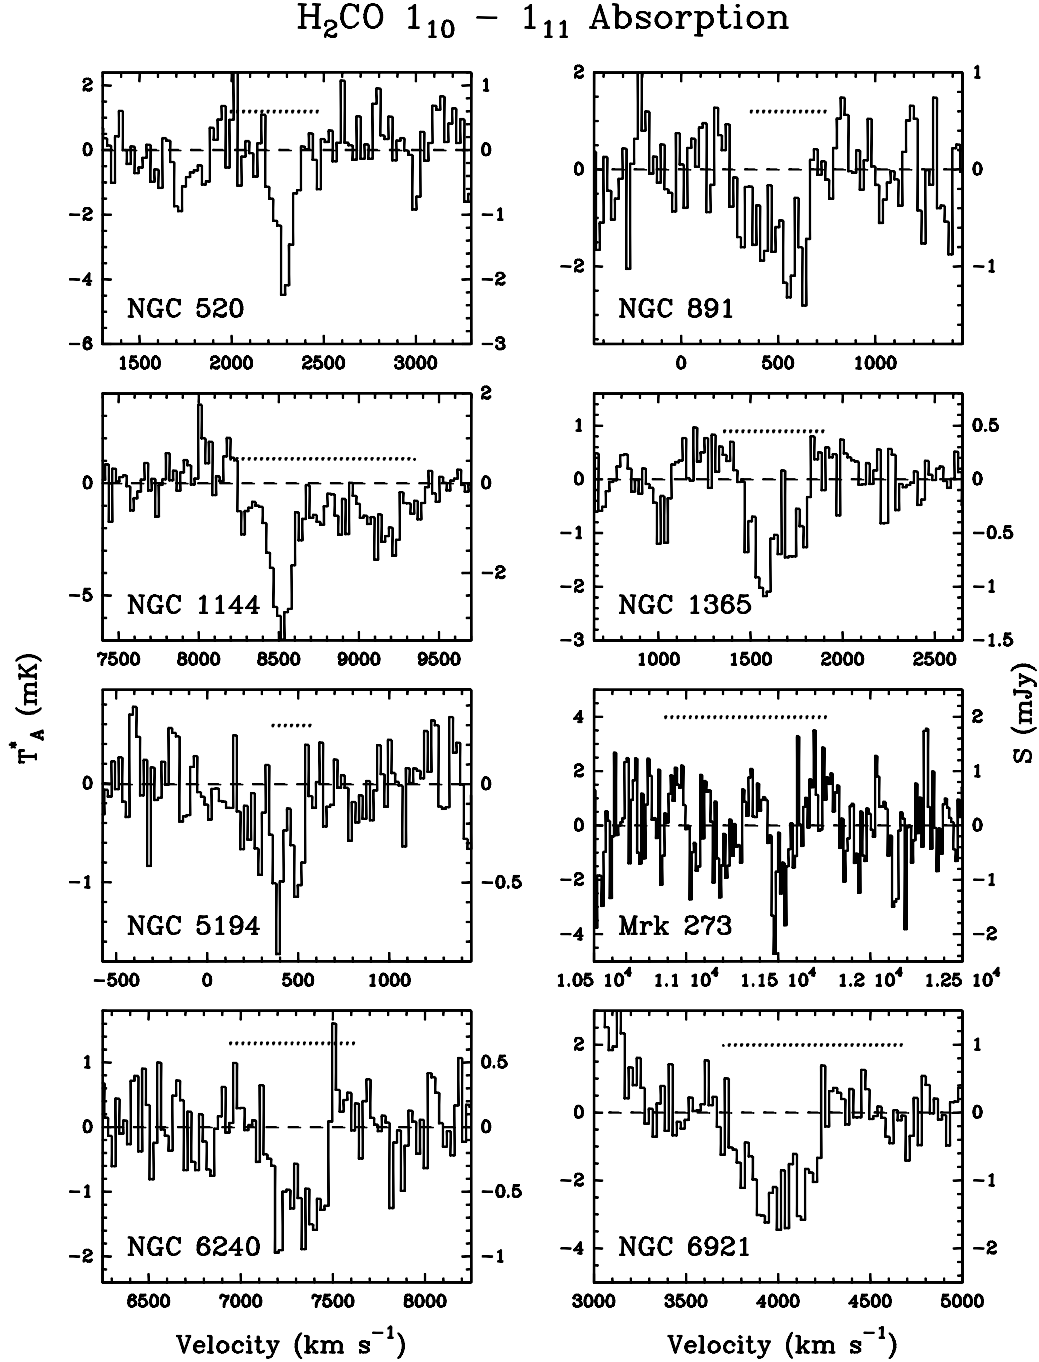 H₂CO 1₁₀ − 1₁₁ Absorption
2 0 −2 −4 −6
1 0 −1 −2 −3
NGC 520
1500 2000 2500 3000
2 0 −2
1 0 −1
NGC 891
0 500 1000
0 −5
2 0 −2
NGC 1144
7500 8000 8500 9000 9500
1 0 −1 −2 −3
0.5 0 −0.5 −1 −1.5
NGC 1365
1000 1500 2000 2500
T*A (mK)
S (mJy)
0 −1
0 −0.5
NGC 5194
−500 0 500 1000
4 2 0 −2 −4
2 1 0 −1 −2
Mrk 273
1.05 10⁴ 1.1 10⁴ 1.15 10⁴ 1.2 10⁴ 1.25 10⁴
1 0 −1 −2
0.5 0 −0.5 −1
NGC 6240
6500 7000 7500 8000
2 0 −2 −4
1 0 −1 −2
NGC 6921
3000 3500 4000 4500 5000
Velocity (km s⁻¹)
Velocity (km s⁻¹)